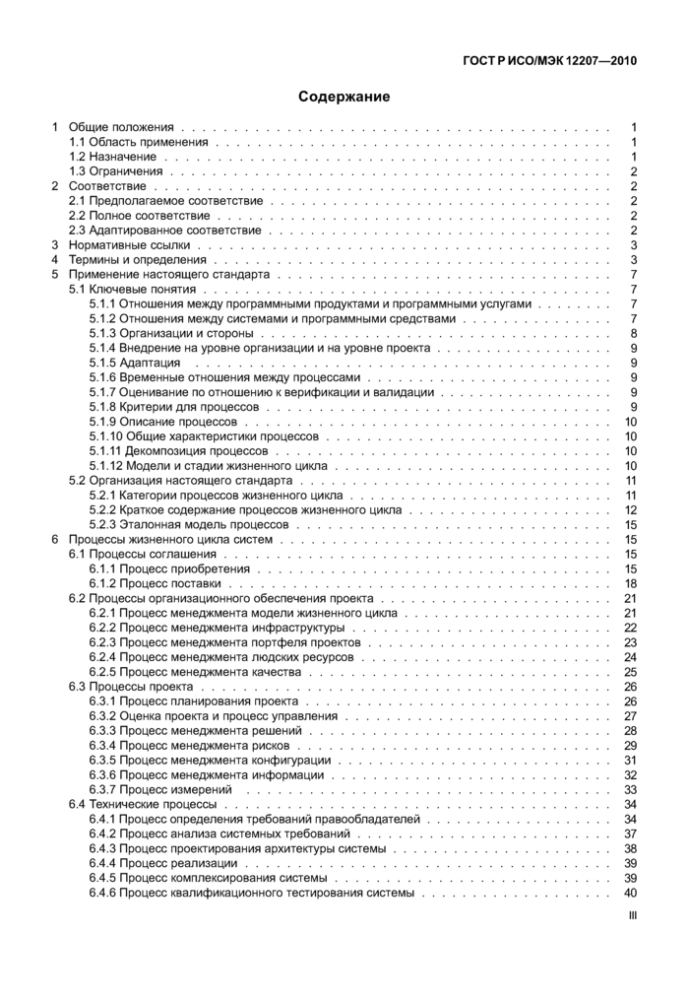 ГОСТ Р ИСО/МЭК 12207—2010
Содержание
1 Общие положения . . . . . . . . . . . . . . . . . . . . 1
1.1 Область применения . . . . . . . . . . . . . . . . . . . . 1
1.2 Назначение . . . . . . . . . . . . . . . . . . . . 1
1.3 Ограничения . . . . . . . . . . . . . . . . . . . . 2
2 Соответствие . . . . . . . . . . . . . . . . . . . . 2
2.1 Предполагаемое соответствие . . . . . . . . . . . . . . . . . . . . 2
2.2 Полное соответствие . . . . . . . . . . . . . . . . . . . . 2
2.3 Адаптированное соответствие . . . . . . . . . . . . . . . . . . . . 2
3 Нормативные ссылки . . . . . . . . . . . . . . . . . . . . 3
4 Термины и определения . . . . . . . . . . . . . . . . . . . . 3
5 Применение настоящего стандарта . . . . . . . . . . . . . . . . . . . . 7
5.1 Ключевые понятия . . . . . . . . . . . . . . . . . . . . 7
5.1.1 Отношения между программными продуктами и программными услугами . . . . . . . 7
5.1.2 Отношения между системами и программными средствами . . . . . . . . . . . . . . 7
5.1.3 Организации и стороны . . . . . . . . . . . . . . . . . . . . 8
5.1.4 Внедрение на уровне организации и на уровне проекта . . . . . . . . . . . . . . . . 9
5.1.5 Адаптация . . . . . . . . . . . . . . . . . . . . 9
5.1.6 Временные отношения между процессами . . . . . . . . . . . . . . . . . . . . 9
5.1.7 Оценивание по отношению к верификации и валидации . . . . . . . . . . . . . . . . 9
5.1.8 Критерии для процессов . . . . . . . . . . . . . . . . . . . . 9
5.1.9 Описание процессов . . . . . . . . . . . . . . . . . . . . 10
5.1.10 Общие характеристики процессов . . . . . . . . . . . . . . . . . . . . 10
5.1.11 Декомпозиция процессов . . . . . . . . . . . . . . . . . . . . 10
5.1.12 Модели и стадии жизненного цикла . . . . . . . . . . . . . . . . . . . . 10
5.2 Организация настоящего стандарта . . . . . . . . . . . . . . . . . . . . 11
5.2.1 Категории процессов жизненного цикла . . . . . . . . . . . . . . . . . . . . 11
5.2.2 Краткое содержание процессов жизненного цикла . . . . . . . . . . . . . . . . . . 12
5.2.3 Эталонная модель процессов . . . . . . . . . . . . . . . . . . . . 15
6 Процессы жизненного цикла систем . . . . . . . . . . . . . . . . . . . . 15
6.1 Процессы соглашения . . . . . . . . . . . . . . . . . . . . 15
6.1.1 Процесс приобретения . . . . . . . . . . . . . . . . . . . . 15
6.1.2 Процесс поставки . . . . . . . . . . . . . . . . . . . . 18
6.2 Процессы организационного обеспечения проекта . . . . . . . . . . . . . . . . . . . . 21
6.2.1 Процесс менеджмента модели жизненного цикла . . . . . . . . . . . . . . . . . . . 21
6.2.2 Процесс менеджмента инфраструктуры . . . . . . . . . . . . . . . . . . . . 22
6.2.3 Процесс менеджмента портфеля проектов . . . . . . . . . . . . . . . . . . . . 23
6.2.4 Процесс менеджмента людских ресурсов . . . . . . . . . . . . . . . . . . . . 24
6.2.5 Процесс менеджмента качества . . . . . . . . . . . . . . . . . . . . 25
6.3 Процессы проекта . . . . . . . . . . . . . . . . . . . . 26
6.3.1 Процесс планирования проекта . . . . . . . . . . . . . . . . . . . . 26
6.3.2 Оценка проекта и процесс управления . . . . . . . . . . . . . . . . . . . . 27
6.3.3 Процесс менеджмента решений . . . . . . . . . . . . . . . . . . . . 28
6.3.4 Процесс менеджмента рисков . . . . . . . . . . . . . . . . . . . . 29
6.3.5 Процесс менеджмента конфигурации . . . . . . . . . . . . . . . . . . . . 31
6.3.6 Процесс менеджмента информации . . . . . . . . . . . . . . . . . . . . 32
6.3.7 Процесс измерений . . . . . . . . . . . . . . . . . . . . 33
6.4 Технические процессы . . . . . . . . . . . . . . . . . . . . 34
6.4.1 Процесс определения требований правообладателей . . . . . . . . . . . . . . . . . 34
6.4.2 Процесс анализа системных требований . . . . . . . . . . . . . . . . . . . . 37
6.4.3 Процесс проектирования архитектуры системы . . . . . . . . . . . . . . . . . . . . 38
6.4.4 Процесс реализации . . . . . . . . . . . . . . . . . . . . 39
6.4.5 Процесс комплексирования системы . . . . . . . . . . . . . . . . . . . . 39
6.4.6 Процесс квалификационного тестирования системы . . . . . . . . . . . . . . . . . . 40
III